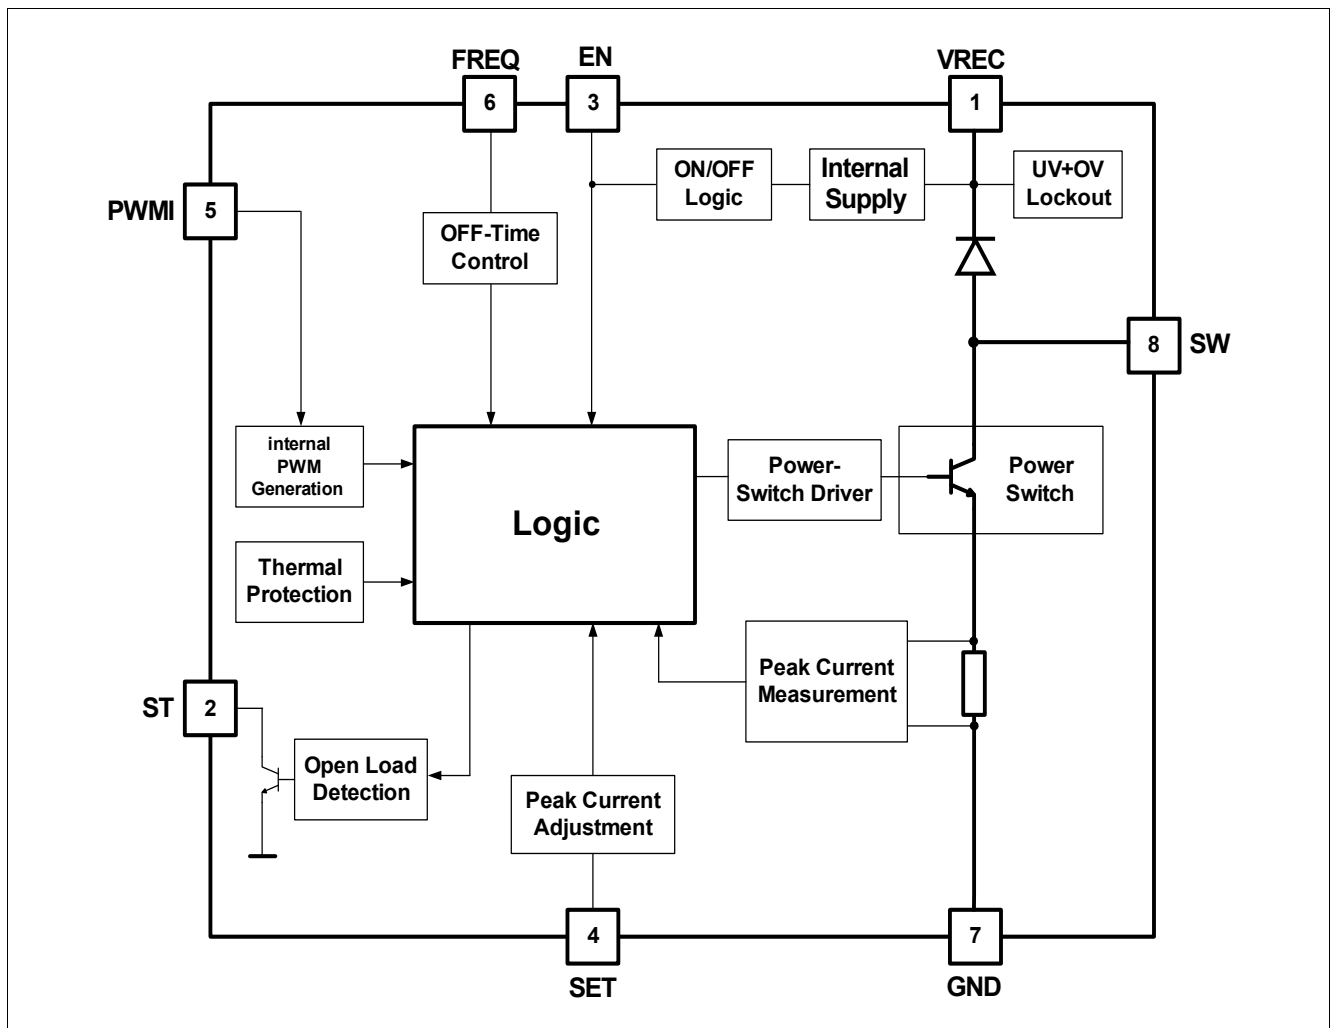 FREQ
EN
VREC
6
3
1
ON/OFF
Logic
Internal
Supply
UV+OV
Lockout
PWMI
5
OFF-Time
Control
8
SW
internal
PWM
Generation
Logic
Power-
Switch Driver
Power
Switch
Thermal
Protection
Peak Current
Measurement
ST
2
Open Load
Detection
Peak Current
Adjustment
4
7
SET
GND